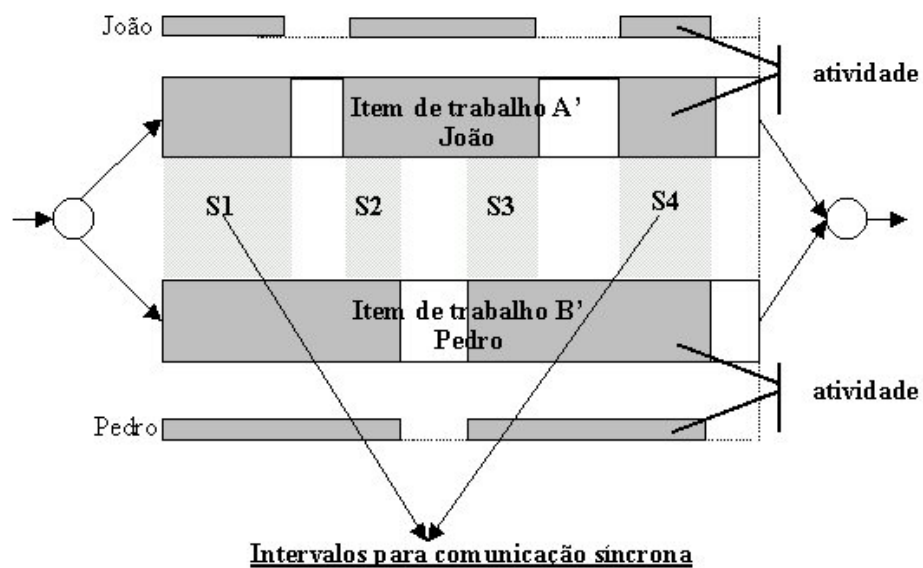 João
atividade
Item de trabalho A’
João
S1 S2 S3 S4
Item de trabalho B’
Pedro
atividade
Pedro
Intervalos para comunicação síncrona